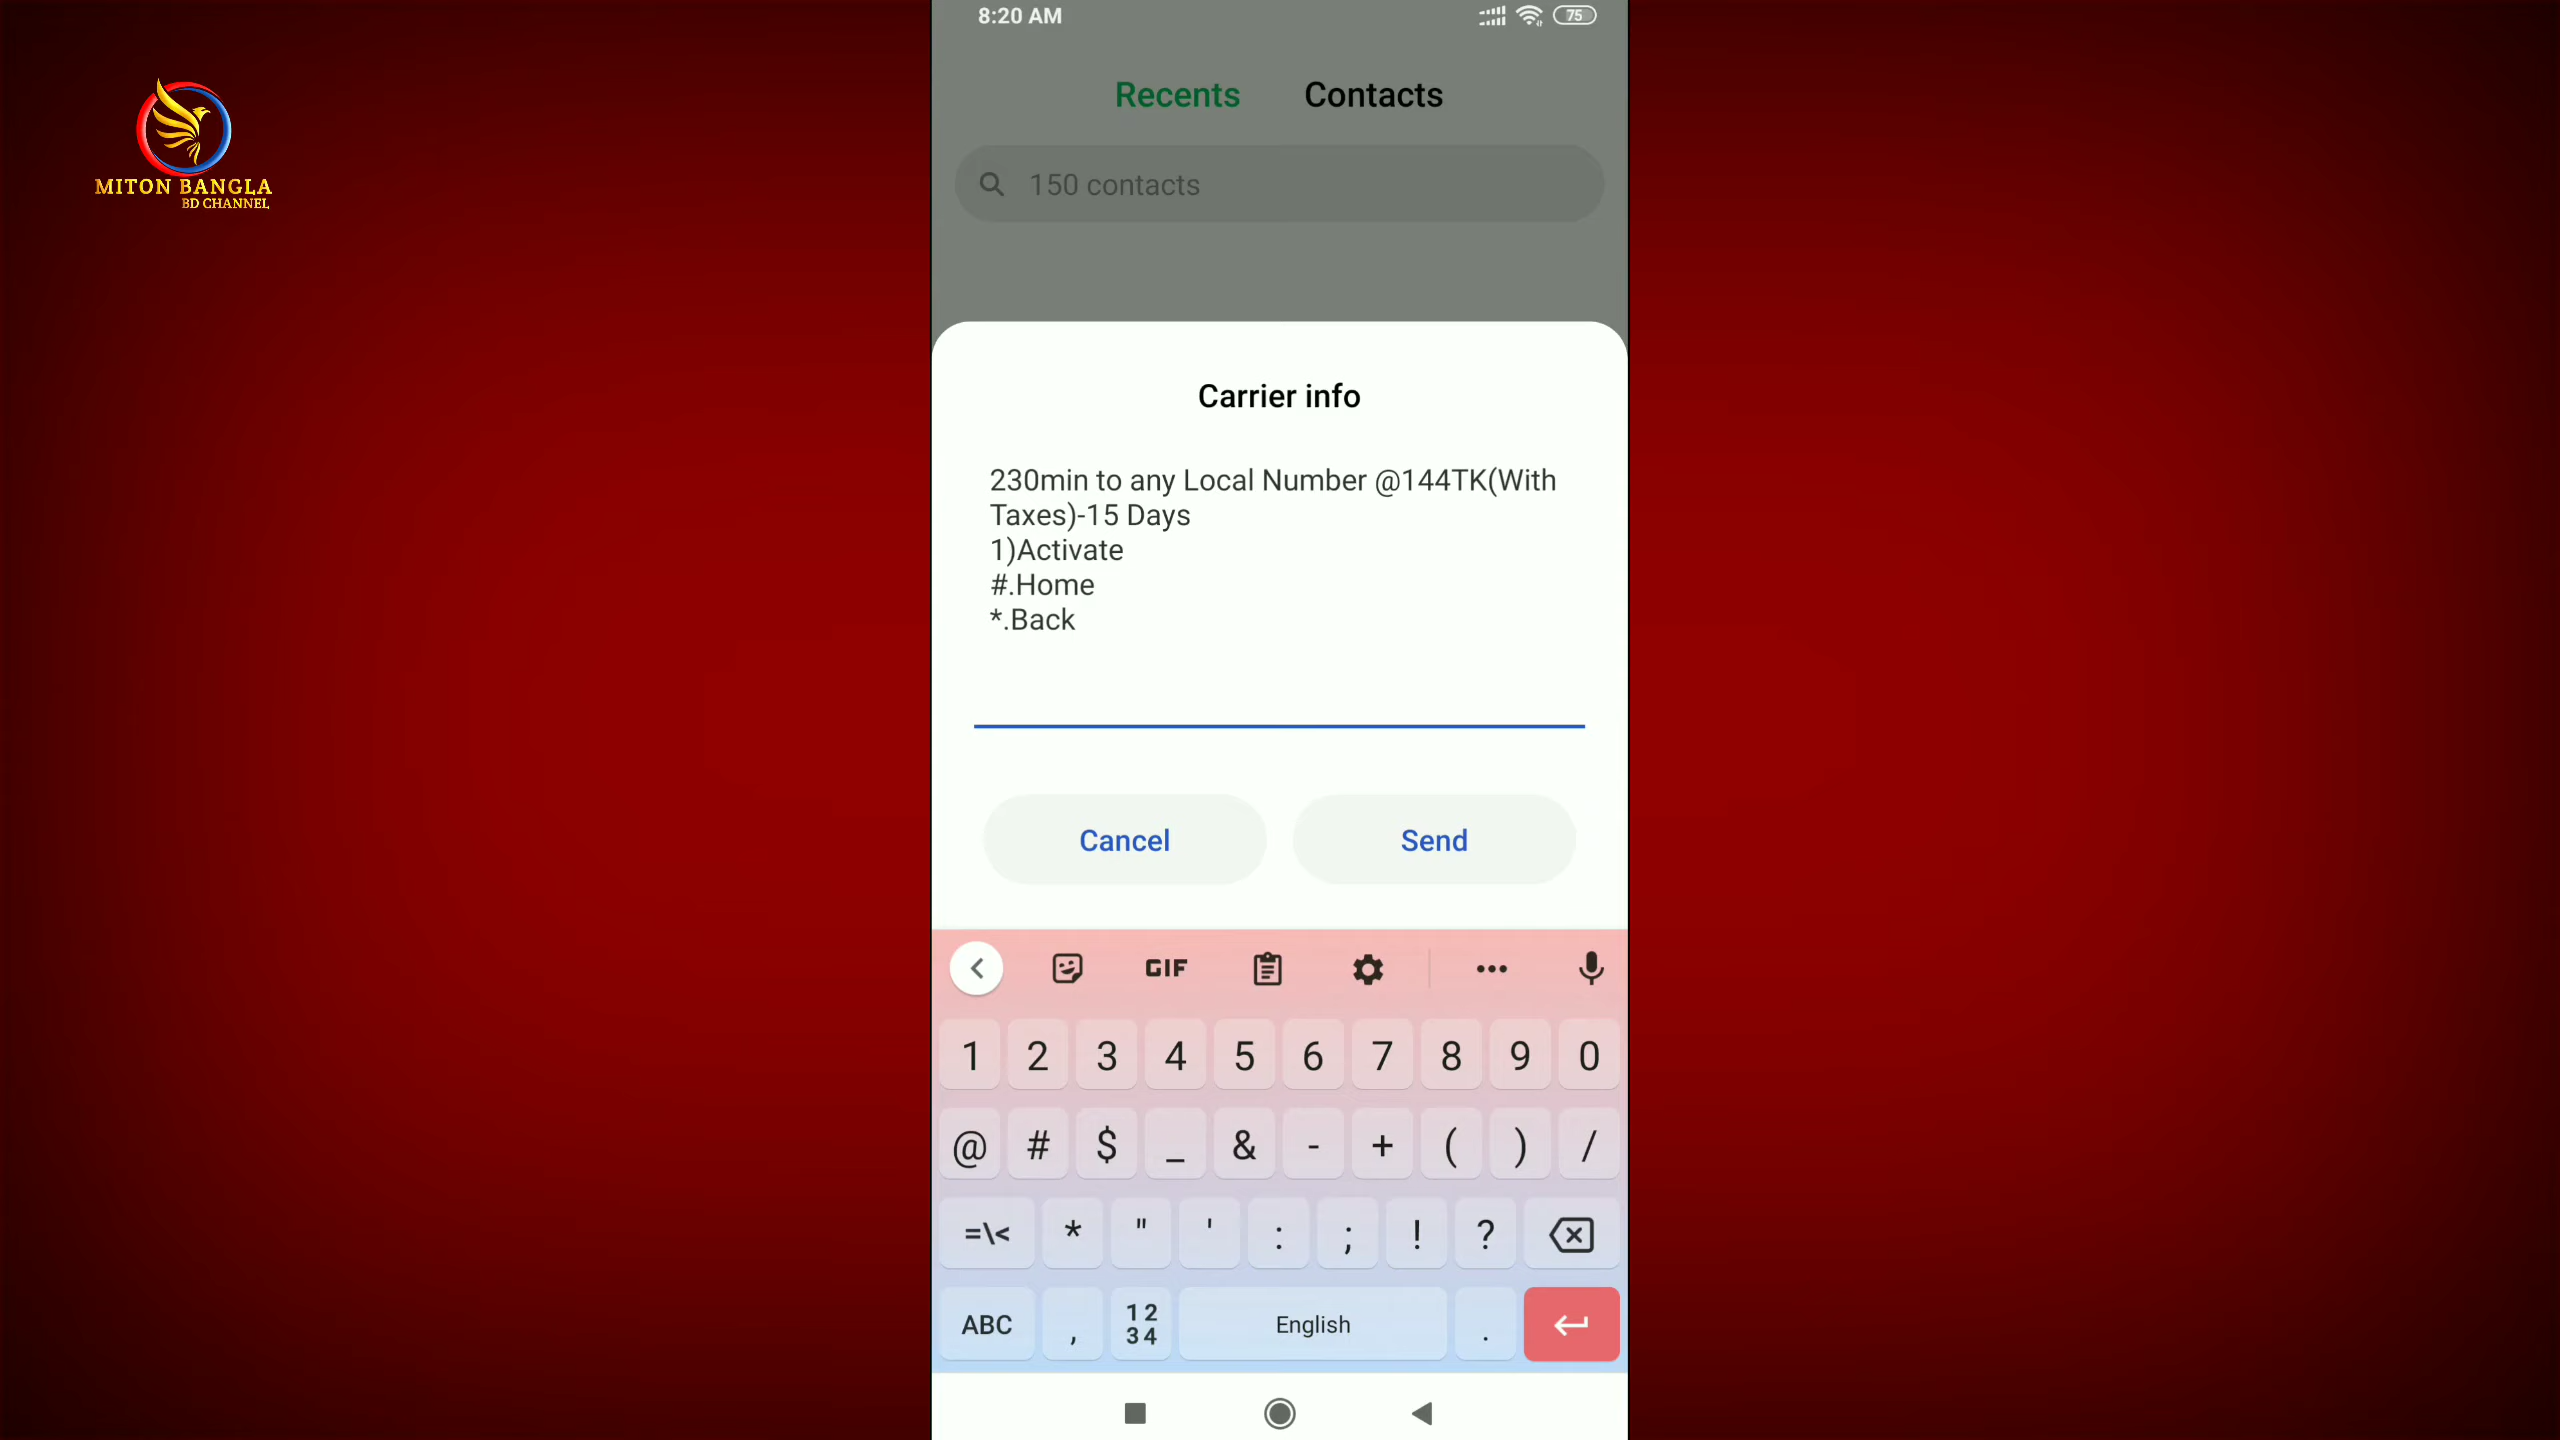 8:20 AM
75
MITON BANGLA
BD CHANNEL
Recents Contacts
150 contacts
Carrier info
230min to any Local Number @144TK(With
Taxes)-15 Days
1)Activate
#.Home
*.Back
Cancel Send
GIF
1 2 3 4 5 6 7 8 9 0
@ # $ _ & - + ( ) /
=\< * " ' : ; ! ?
ABC , 1234 English .